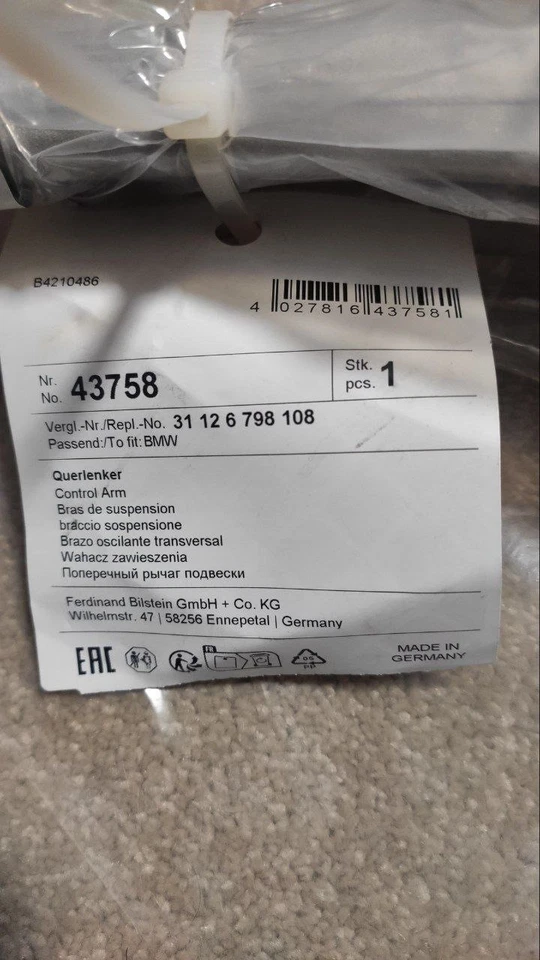 B4210486
4 027816 437581
Nr.
No. 43758
Stk.
pcs. 1
Vergl.-Nr./Repl.-No. 31 12 6 798 108
Passend:/To fit: BMW
Querlenker
Control Arm
Bras de suspension
braccio sospensione
Brazo oscilante transversal
Wahacz zawieszenia
Поперечный рычаг подвески
Ferdinand Bilstein GmbH + Co. KG
Wilhelmstr. 47 | 58256 Ennepetal | Germany
EAC
FR
MADE IN
GERMANY